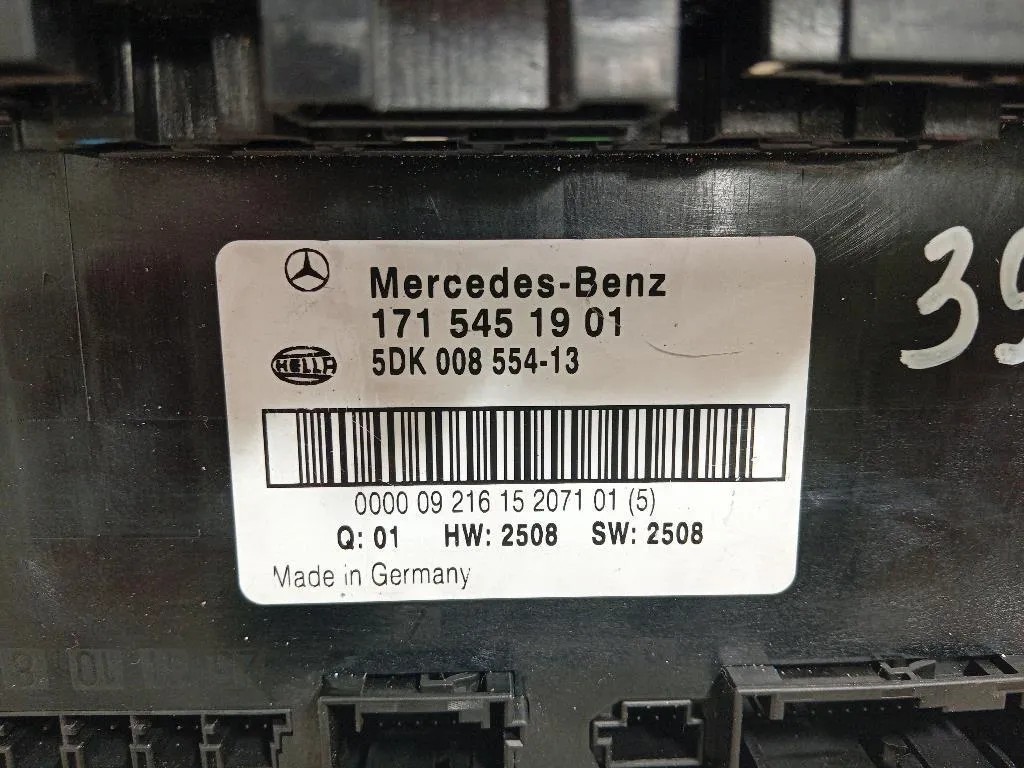 Mercedes-Benz
171 545 19 01
HELLA
5DK 008 554-13
0000 09 216 15 2071 01 (5)
Q: 01 HW: 2508 SW: 2508
Made in Germany